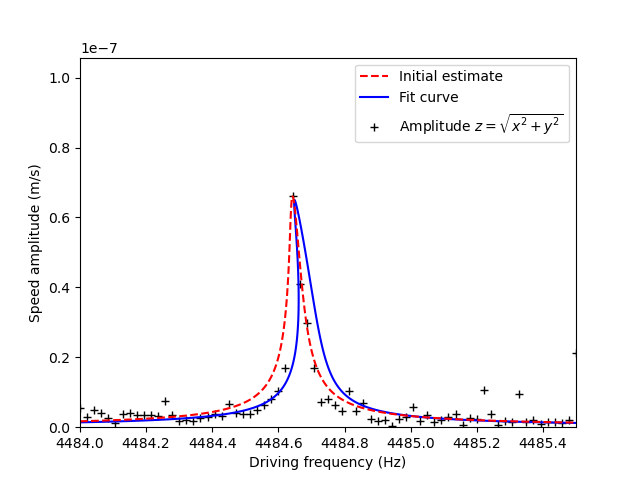 1e−7
Initial estimate
Fit curve
Amplitude $z = \sqrt{x^2 + y^2}$
1.0
0.8
0.6
0.4
0.2
0.0
Speed amplitude (m/s)
4484.0 4484.2 4484.4 4484.6 4484.8 4485.0 4485.2 4485.4
Driving frequency (Hz)